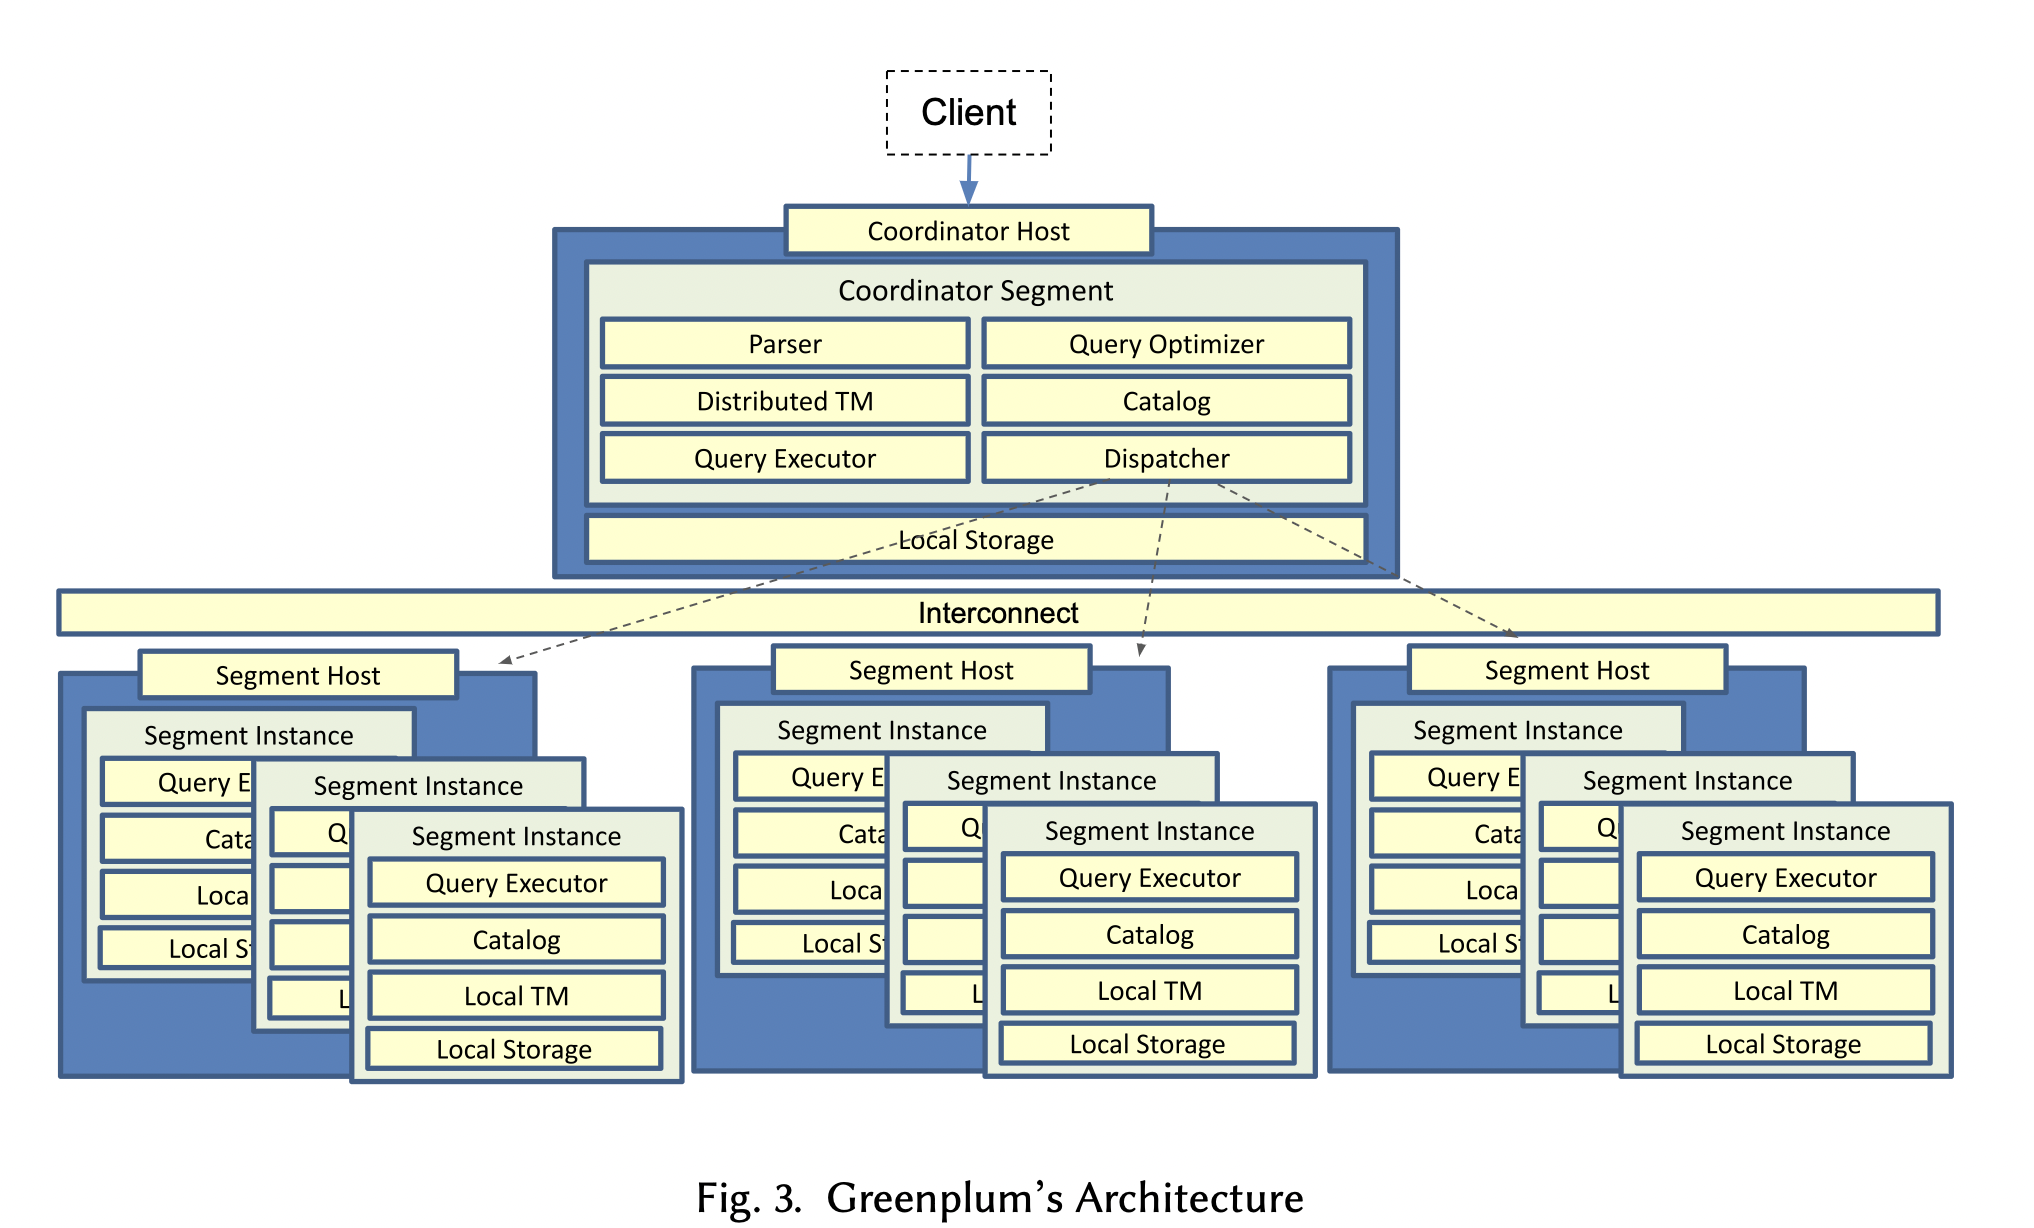 Client
Coordinator Host
Coordinator Segment
Parser
Query Optimizer
Distributed TM
Catalog
Query Executor
Dispatcher
Local Storage
Interconnect
Segment Host
Segment Instance
Query E
Cata
Loca
Local St
Segment Instance
Q
L
Segment Instance
Query Executor
Catalog
Local TM
Local Storage
Segment Host
Segment Instance
Query E
Cata
Loca
Local St
Segment Instance
Q
L
Segment Instance
Query Executor
Catalog
Local TM
Local Storage
Segment Host
Segment Instance
Query E
Cata
Loca
Local St
Segment Instance
Q
L
Segment Instance
Query Executor
Catalog
Local TM
Local Storage
Fig. 3. Greenplum's Architecture